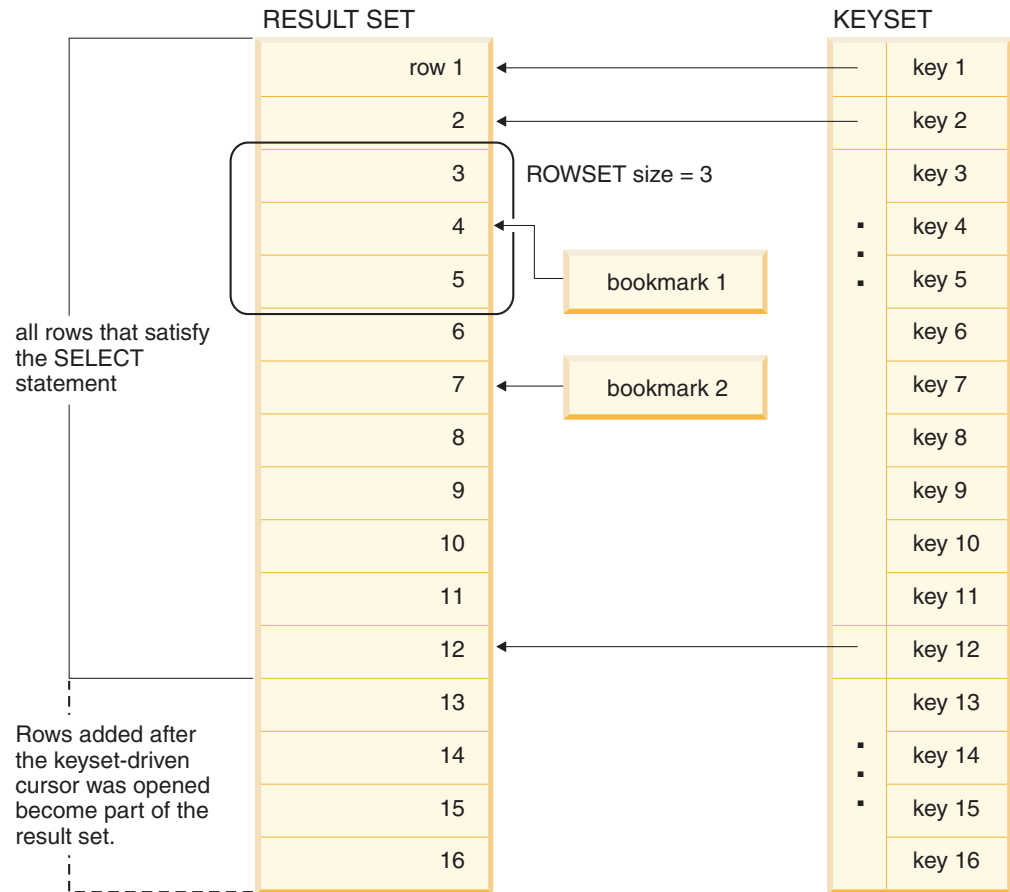 RESULT SET
KEYSET
row 1
key 1
2
key 2
3
ROWSET size = 3
key 3
4
key 4
5
bookmark 1
key 5
all rows that satisfy
the SELECT
statement
6
key 6
7
bookmark 2
key 7
8
key 8
9
key 9
10
key 10
11
key 11
12
key 12
Rows added after
the keyset-driven
cursor was opened
become part of the
result set.
13
key 13
14
key 14
15
key 15
16
key 16